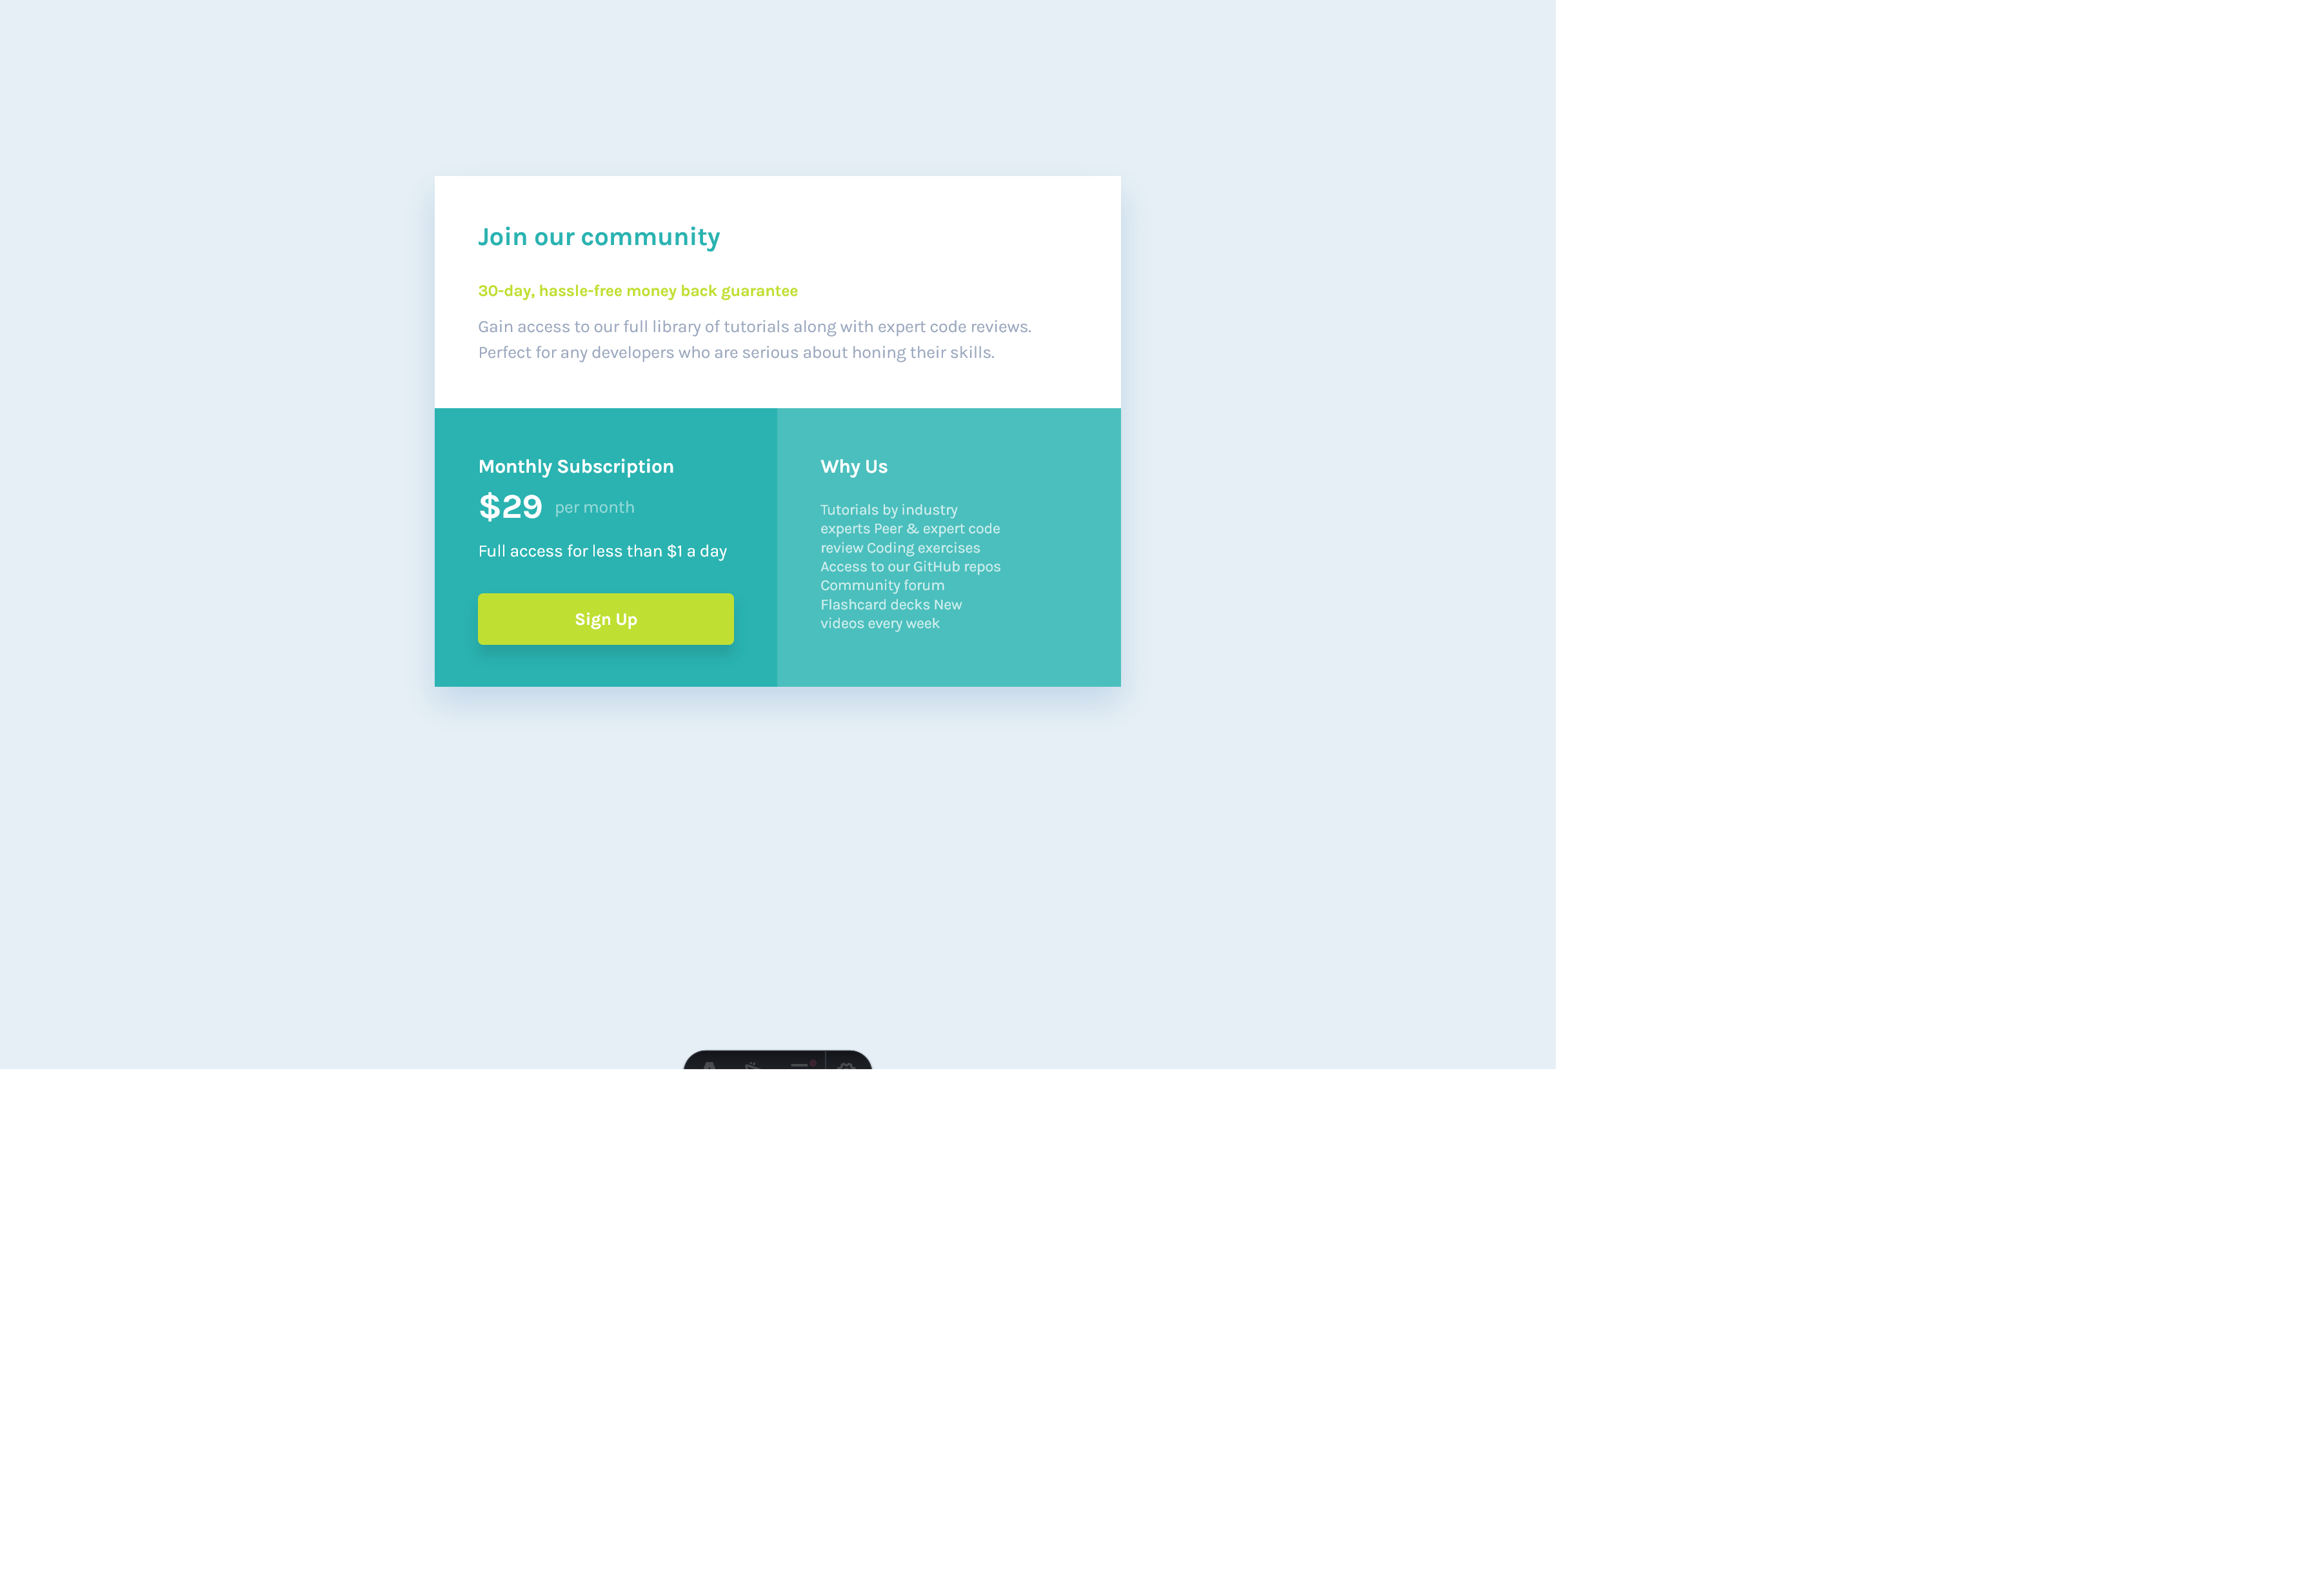 Join our community
30-day, hassle-free money back guarantee
Gain access to our full library of tutorials along with expert code reviews.
Perfect for any developers who are serious about honing their skills.
Monthly Subscription
$29 per month
Full access for less than $1 a day
Sign Up
Why Us
Tutorials by industry
experts Peer & expert code
review Coding exercises
Access to our GitHub repos
Community forum
Flashcard decks New
videos every week